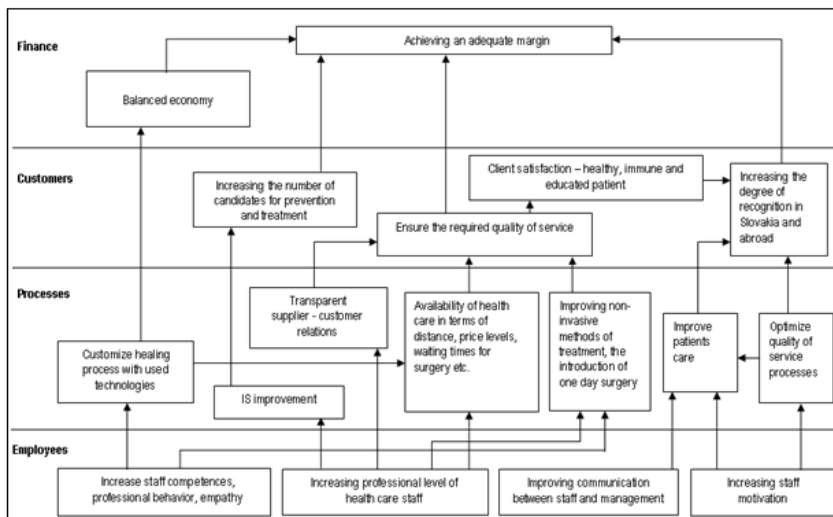 Finance
Achieving an adequate margin
Balanced economy
Customers
Increasing the number of
candidates for prevention
and treatment
Client satisfaction – healthy, immune and
educated patient
Increasing the
degree of
recognition in
Slovakia and
abroad
Ensure the required quality of service
Processes
Customize healing
process with used
technologies
Transparent
supplier - customer
relations
IS improvement
Availability of health
care in terms of
distance, price levels,
waiting times for
surgery etc.
Improving non-
invasive
methods of
treatment, the
introduction of
one day surgery
Improve
patients
care
Optimize
quality of
service
processes
Employees
Increase staff competences,
professional behavior, empathy
Increasing professional level of
health care staff
Improving communication
between staff and management
Increasing staff
motivation